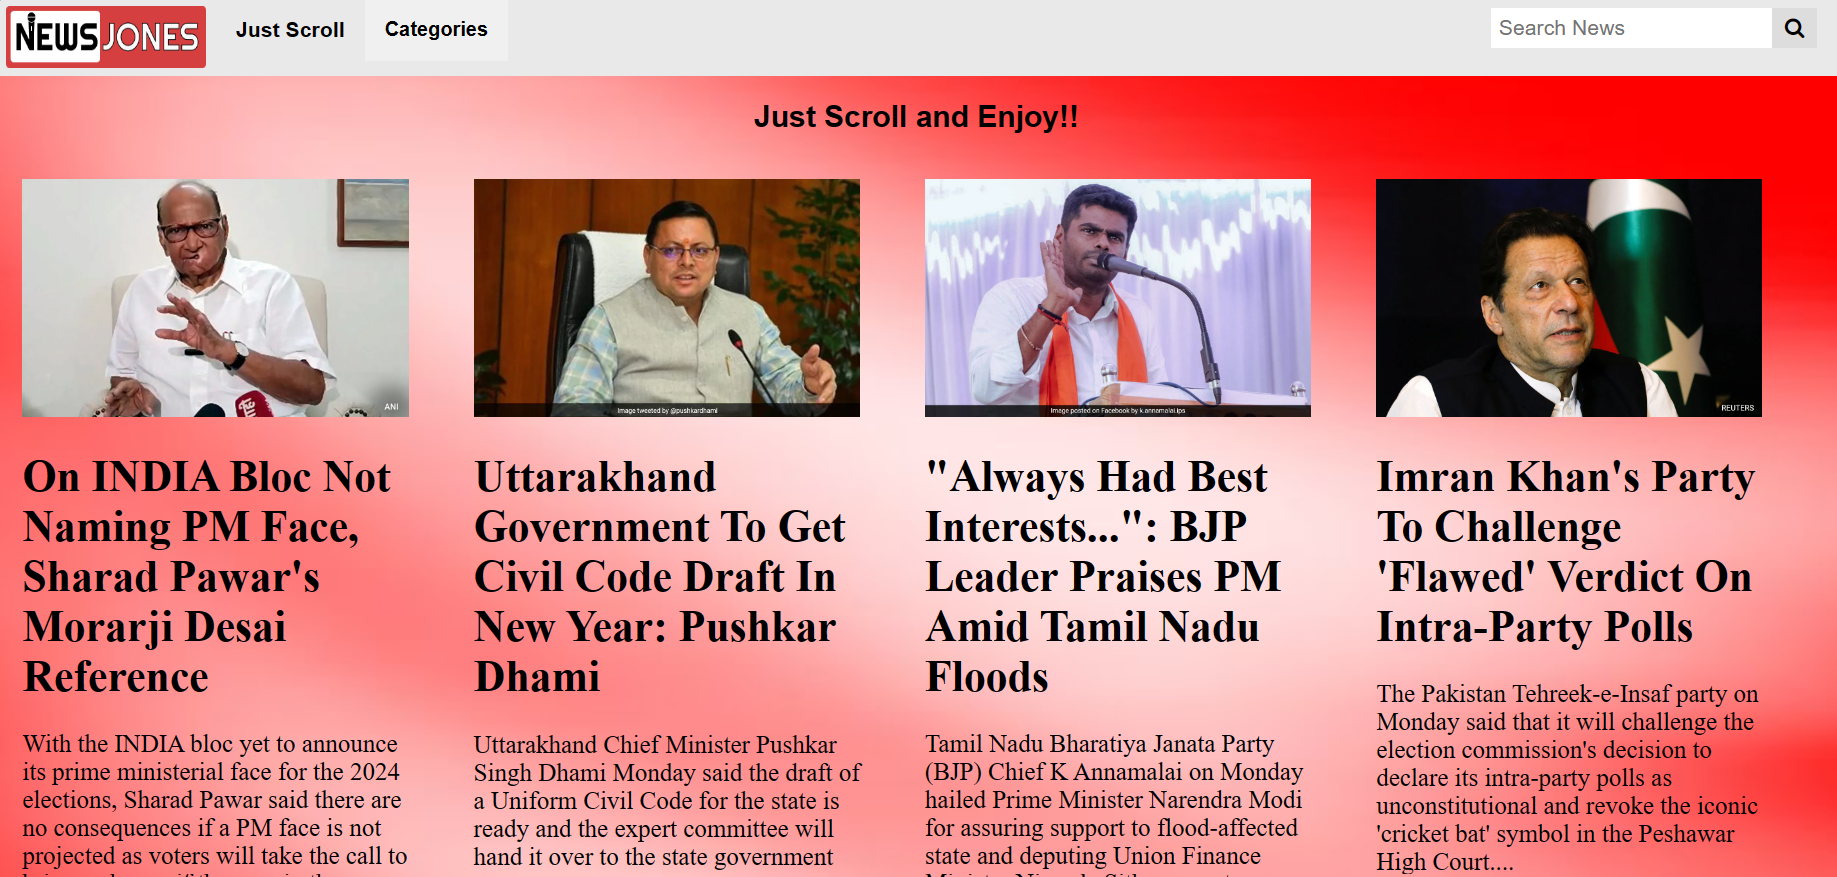 NEWS JONES
Just Scroll
Categories
Search News
Just Scroll and Enjoy!!
ANI
Image tweeted by @pushkardhami
Image posted on Facebook by k.annamalai.ips
REUTERS
On INDIA Bloc Not
Naming PM Face,
Sharad Pawar's
Morarji Desai
Reference
With the INDIA bloc yet to announce
its prime ministerial face for the 2024
elections, Sharad Pawar said there are
no consequences if a PM face is not
projected as voters will take the call to
Uttarakhand
Government To Get
Civil Code Draft In
New Year: Pushkar
Dhami
Uttarakhand Chief Minister Pushkar
Singh Dhami Monday said the draft of
a Uniform Civil Code for the state is
ready and the expert committee will
hand it over to the state government
"Always Had Best
Interests...": BJP
Leader Praises PM
Amid Tamil Nadu
Floods
Tamil Nadu Bharatiya Janata Party
(BJP) Chief K Annamalai on Monday
hailed Prime Minister Narendra Modi
for assuring support to flood-affected
state and deputing Union Finance
Imran Khan's Party
To Challenge
'Flawed' Verdict On
Intra-Party Polls
The Pakistan Tehreek-e-Insaf party on
Monday said that it will challenge the
election commission's decision to
declare its intra-party polls as
unconstitutional and revoke the iconic
'cricket bat' symbol in the Peshawar
High Court....